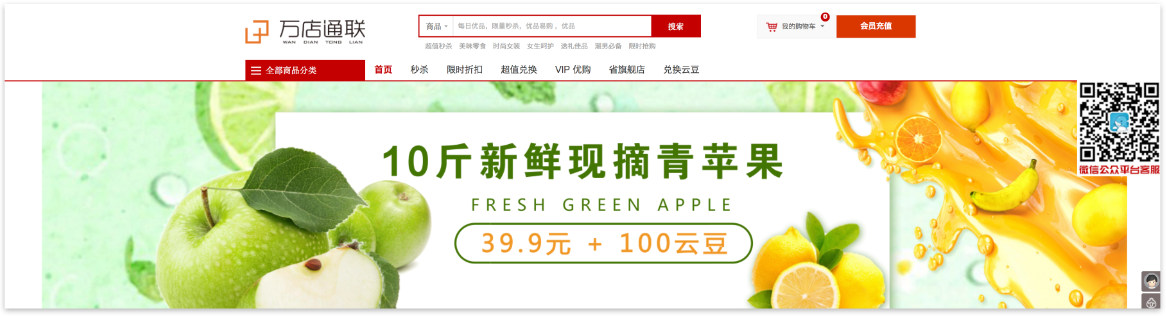 万店通联
WAN DIAN TONG LIAN
商品
每日优品、限量秒杀、优品装购 , 优品
搜索
超值秒杀 美味零食 时尚女装 女生呵护 送礼佳品 潮男必备 限时抢购
我的购物车
0
会员充值
全部商品分类
首页 秒杀 限时折扣 超值兑换 VIP 优购 省旗舰店 兑换云豆
10斤新鲜现摘青苹果
FRESH GREEN APPLE
39.9元 + 100云豆
微信公众平台客服